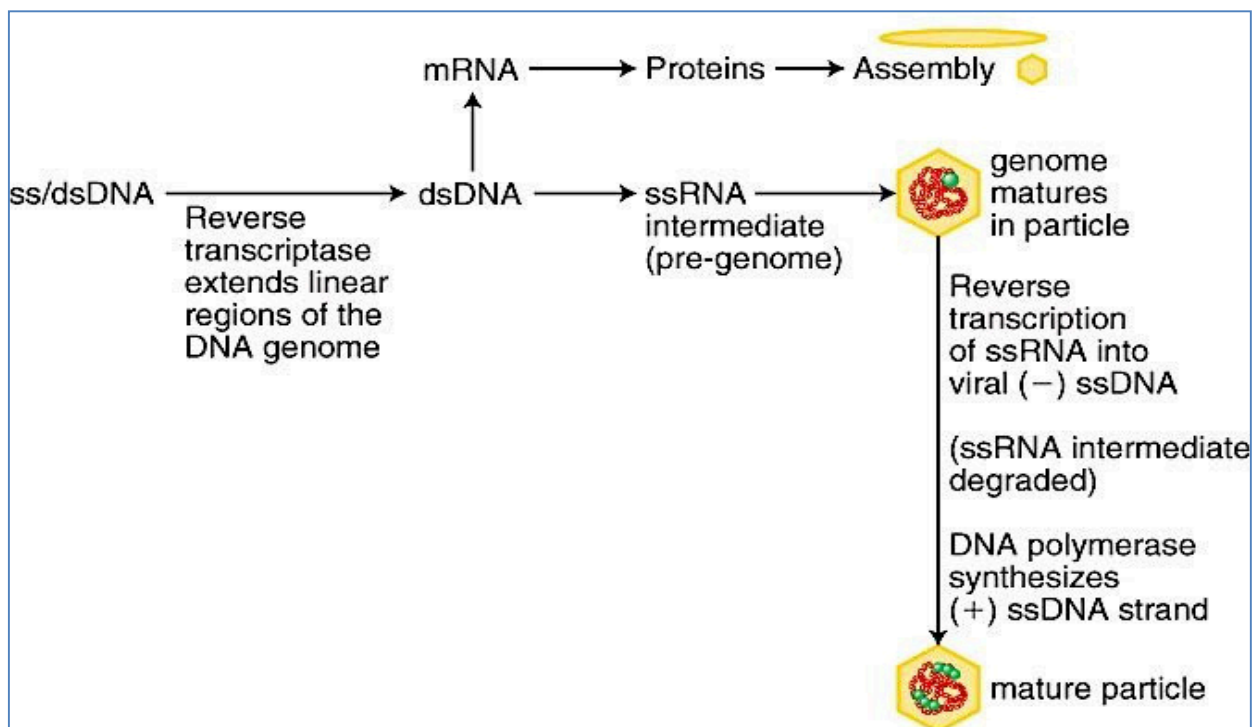 mRNA Proteins Assembly
ss/dsDNA dsDNA ssRNA
intermediate
(pre-genome)
genome
matures
in particle
Reverse
transcriptase
extends linear
regions of the
DNA genome
Reverse
transcription
of ssRNA into
viral (−) ssDNA
(ssRNA intermediate
degraded)
DNA polymerase
synthesizes
(+) ssDNA strand
mature particle